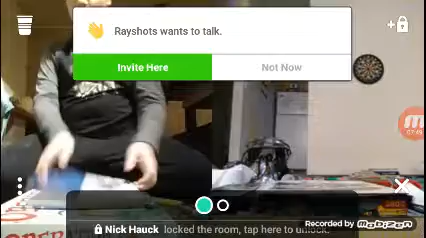 Rayshots wants to talk.
Invite Here
Not Now
Nick Hauck locked the room, tap here to unlock.
Recorded by Mobizen